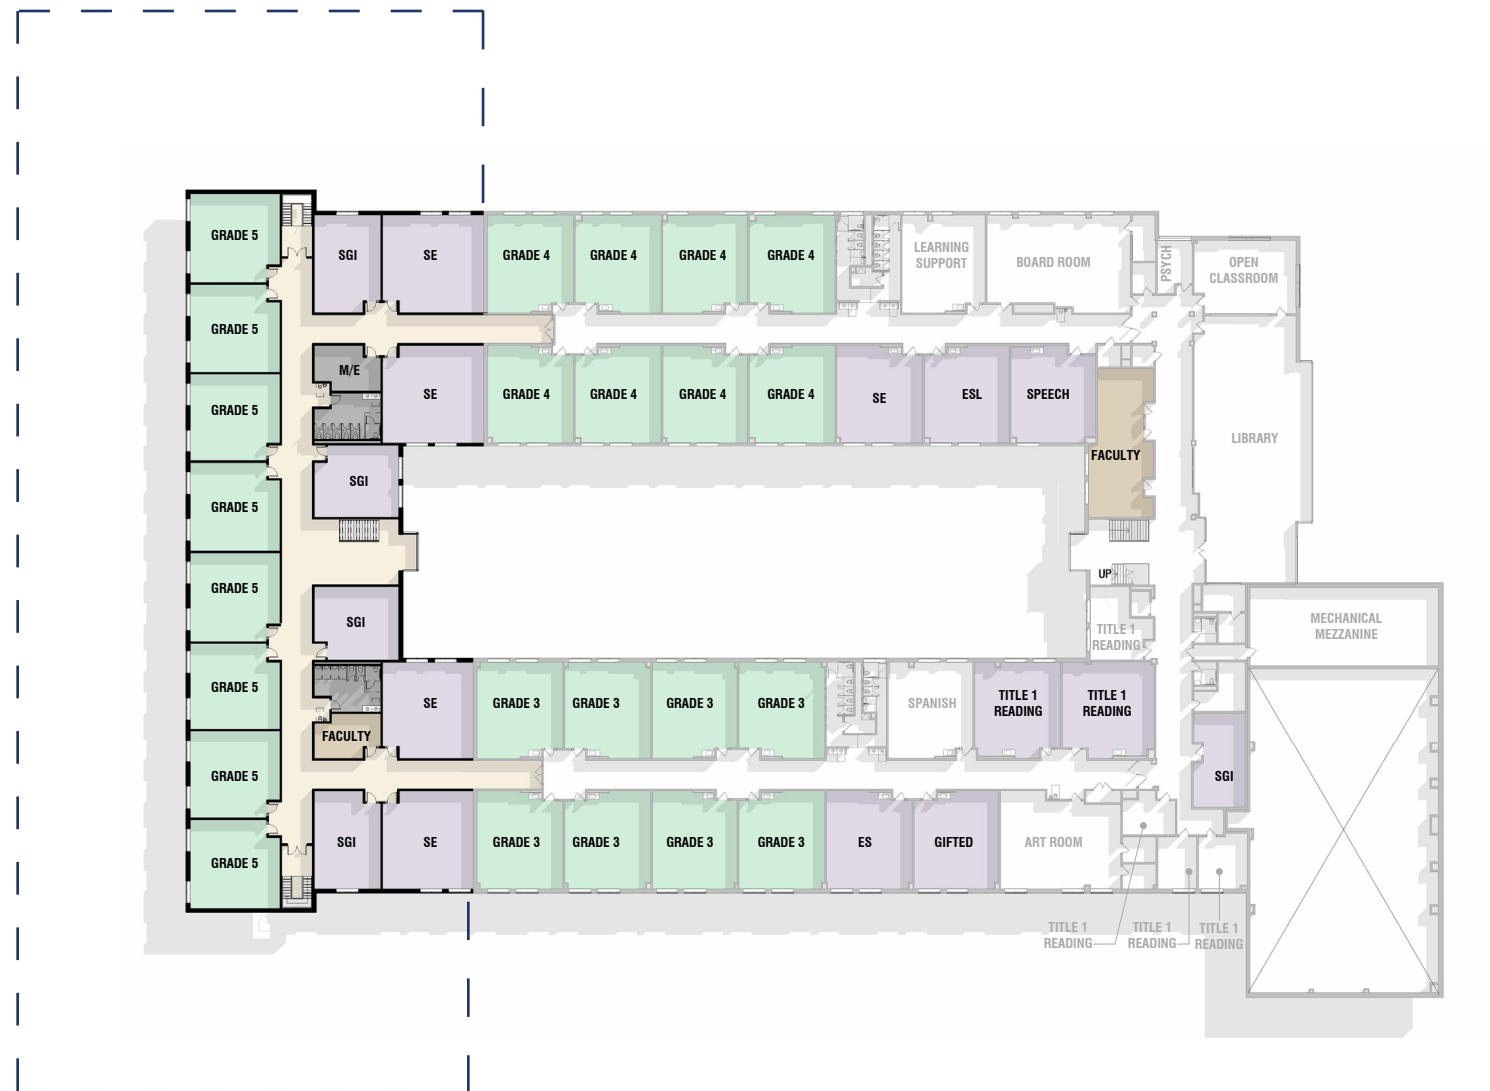 GRADE 5
SGI
SE
GRADE 4
GRADE 4
GRADE 4
GRADE 4
LEARNING
SUPPORT
BOARD ROOM
PSYCH
OPEN
CLASSROOM
GRADE 5
M/E
SE
GRADE 4
GRADE 4
GRADE 4
GRADE 4
SE
ESL
SPEECH
GRADE 5
FACULTY
LIBRARY
SGI
GRADE 5
UP
GRADE 5
SGI
TITLE 1
READING
MECHANICAL
MEZZANINE
GRADE 5
SE
GRADE 3
GRADE 3
GRADE 3
GRADE 3
SPANISH
TITLE 1
READING
TITLE 1
READING
FACULTY
GRADE 5
SGI
GRADE 5
SGI
SE
GRADE 3
GRADE 3
GRADE 3
GRADE 3
ES
GIFTED
ART ROOM
TITLE 1
READING
TITLE 1
READING
TITLE 1
READING